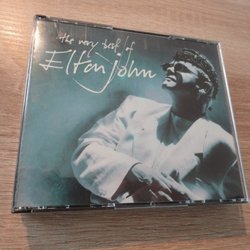 the very best of
Elton John